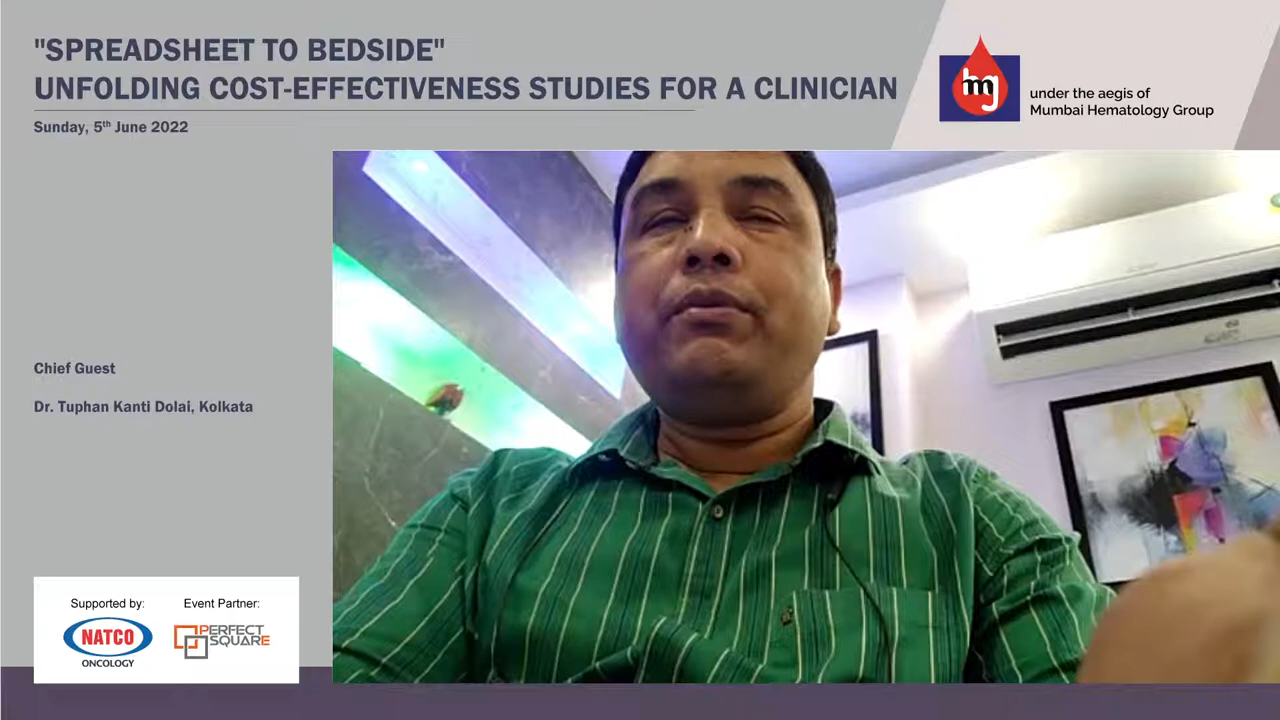 "SPREADSHEET TO BEDSIDE"
UNFOLDING COST-EFFECTIVENESS STUDIES FOR A CLINICIAN
Sunday, 5th June 2022
hmg
under the aegis of
Mumbai Hematology Group
Chief Guest
Dr. Tuphan Kanti Dolai, Kolkata
Supported by:
Event Partner:
NATCO
ONCOLOGY
PERFECT
SQUARE